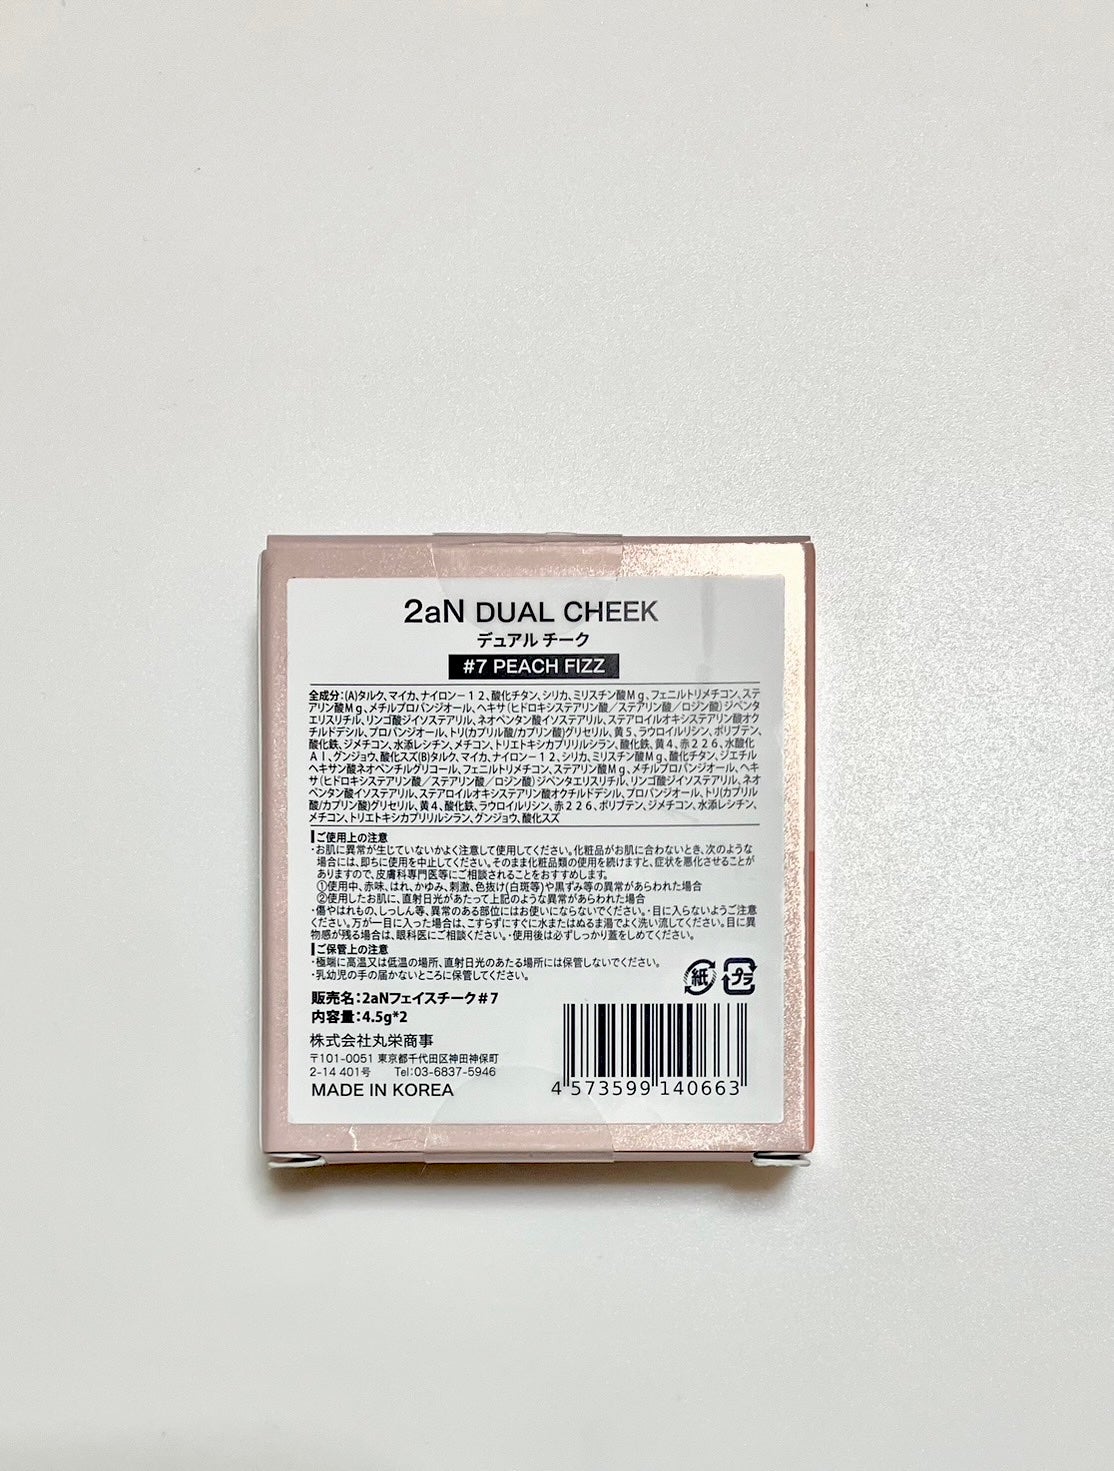 2aN DUAL CHEEK
デュアル チーク
#7 PEACH FIZZ
全成分:(A)タルク、マイカ、ナイロン−１２、酸化チタン、シリカ、ミリスチン酸Ｍｇ、フェニルトリメチコン、ステ
アリン酸Ｍｇ、メチルプロパンジオール、ヘキサ（ヒドロキシステアリン酸／ステアリン酸／ロジン酸）ジペンタ
エリスリチル、リンゴ酸ジイソステアリル、ネオペンタン酸イソステアリル、ステアロイルオキシステアリン酸オク
チルドデシル、プロパンジオール、トリ(カプリル酸/カプリン酸)グリセリル、黄５、ラウロイルリシン、ポリブテン、
酸化鉄、ジメチコン、水添レシチン、メチコン、トリエトキシカプリリルシラン、酸化鉄、黄４、赤２２６、水酸化
Ａｌ、グンジョウ、酸化スズ(B)タルク、マイカ、ナイロン−１２、シリカ、ミリスチン酸Ｍｇ、酸化チタン、ジエチル
ヘキサン酸ネオペンチルグリコール、フェニルトリメチコン、ステアリン酸Ｍｇ、メチルプロパンジオール、ヘキ
サ（ヒドロキシステアリン酸／ステアリン酸／ロジン酸）ジペンタエリスリチル、リンゴ酸ジイソステアリル、ネオ
ペンタン酸イソステアリル、ステアロイルオキシステアリン酸オクチルドデシル、プロパンジオール、トリ(カプリル
酸/カプリン酸)グリセリル、黄４、酸化鉄、ラウロイルリシン、赤２２６、ポリブテン、ジメチコン、水添レシチン、
メチコン、トリエトキシカプリリルシラン、グンジョウ、酸化スズ
ご使用上の注意
・お肌に異常が生じていないかよく注意して使用してください。化粧品がお肌に合わないとき、次のような
場合には、即ちに使用を中止してください。そのまま化粧品類の使用を続けますと、症状を悪化させることが
ありますので、皮膚科専門医等にご相談されることをおすすめします。
①使用中、赤味、はれ、かゆみ、刺激、色抜け(白斑等)や黒ずみ等の異常があらわれた場合
②使用したお肌に、直射日光があたって上記のような異常があらわれた場合
・傷やはれもの、しっしん等、異常のある部位にはお使いにならないでください。・目に入らないようご注意
ください。万が一目に入った場合は、こすらずにすぐに水またはぬるま湯でよく洗い流してください。目に異
物感が残る場合は、眼科医にご相談ください。・使用後は必ずしっかり蓋をしめてください。
ご保管上の注意
・極端に高温又は低温の場所、直射日光のあたる場所には保管しないでください。
・乳幼児の手の届かないところに保管してください。
紙 プラ
販売名:2aNフェイスチーク＃7
内容量:4.5g*2
株式会社丸栄商事
〒101-0051 東京都千代田区神田神保町
2-14 401号 Tel:03-6837-5946
MADE IN KOREA
4 573599 140663